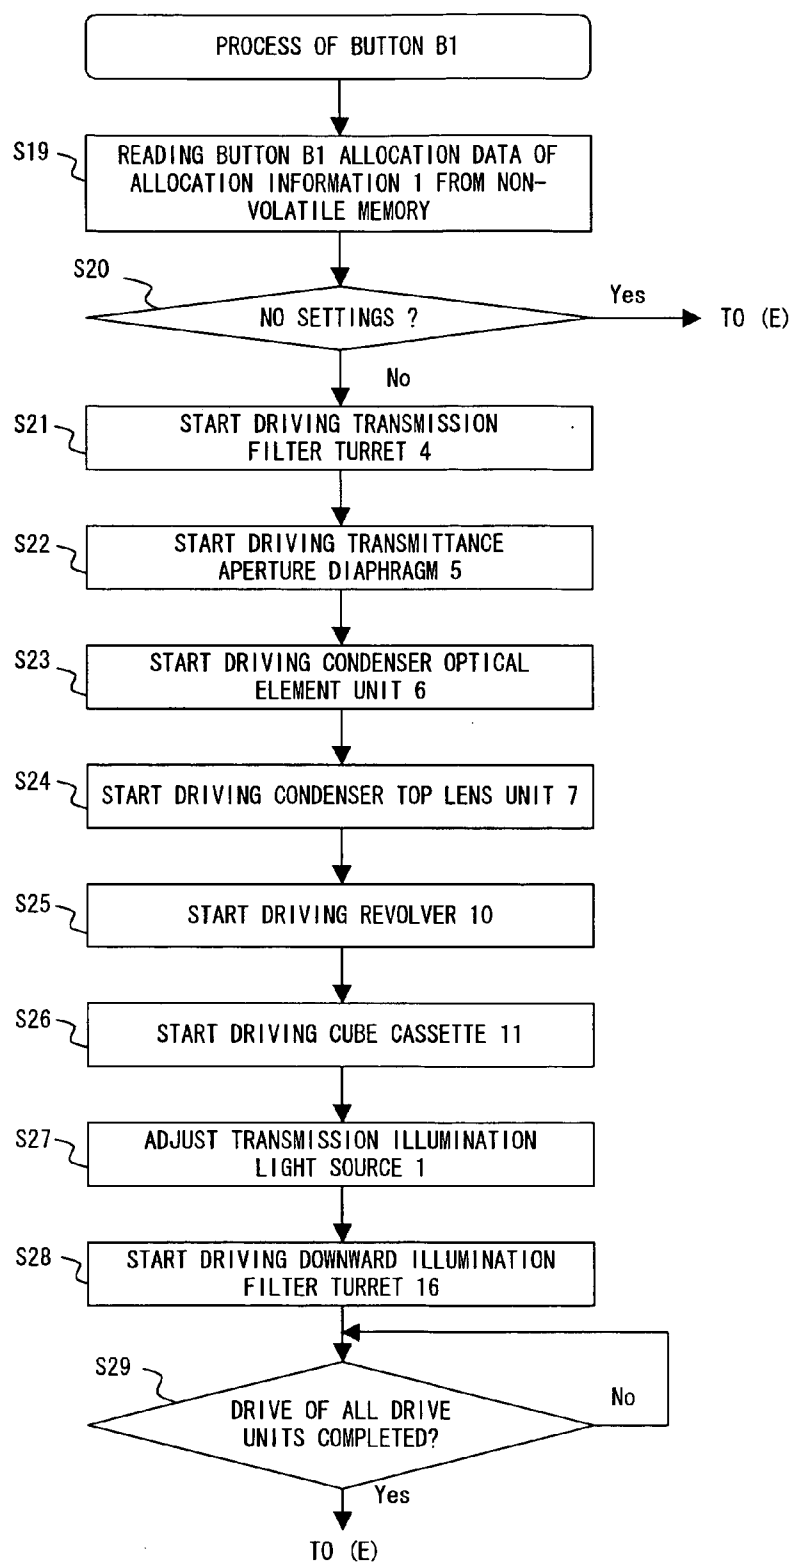 PROCESS OF BUTTON B1
S19
READING BUTTON B1 ALLOCATION DATA OF
ALLOCATION INFORMATION 1 FROM NON-
VOLATILE MEMORY
S20
NO SETTINGS ?
Yes
TO (E)
No
S21
START DRIVING TRANSMISSION
FILTER TURRET 4
S22
START DRIVING TRANSMITTANCE
APERTURE DIAPHRAGM 5
S23
START DRIVING CONDENSER OPTICAL
ELEMENT UNIT 6
S24
START DRIVING CONDENSER TOP LENS UNIT 7
S25
START DRIVING REVOLVER 10
S26
START DRIVING CUBE CASSETTE 11
S27
ADJUST TRANSMISSION ILLUMINATION
LIGHT SOURCE 1
S28
START DRIVING DOWNWARD ILLUMINATION
FILTER TURRET 16
S29
DRIVE OF ALL DRIVE
UNITS COMPLETED?
No
Yes
TO (E)